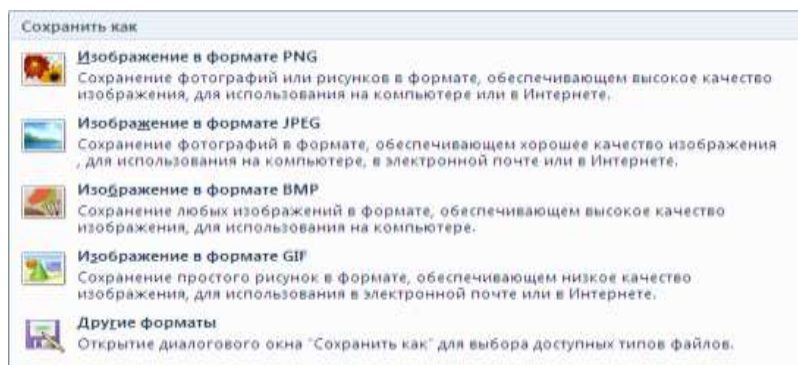 Сохранить как
Изображение в формате PNG
Сохранение фотографий или рисунков в формате, обеспечивающем высокое качество
изображения, для использования на компьютере или в Интернете.
Изображение в формате JPEG
Сохранение фотографий в формате, обеспечивающем хорошее качество изображения
, для использования на компьютере, в электронной почте или в Интернете.
Изображение в формате BMP
Сохранение любых изображений в формате, обеспечивающем высокое качество
изображения, для использования на компьютере.
Изображение в формате GIF
Сохранение простого рисунок в формате, обеспечивающем низкое качество
изображения, для использования в электронной почте или в Интернете.
Другие форматы
Открытие диалогового окна "Сохранить как" для выбора доступных типов файлов.